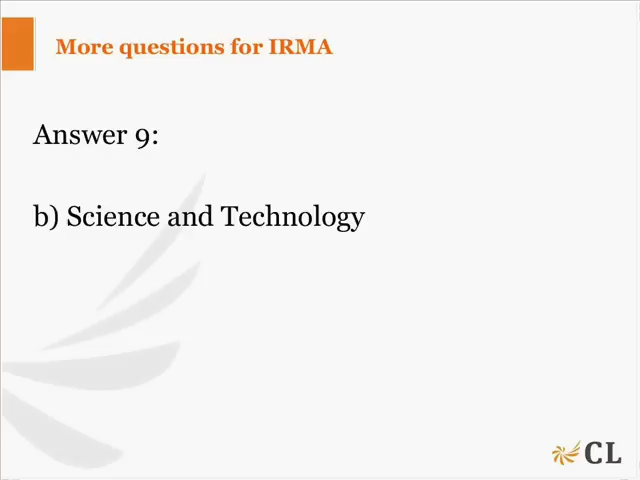 More questions for IRMA
Answer 9:
b) Science and Technology
CL